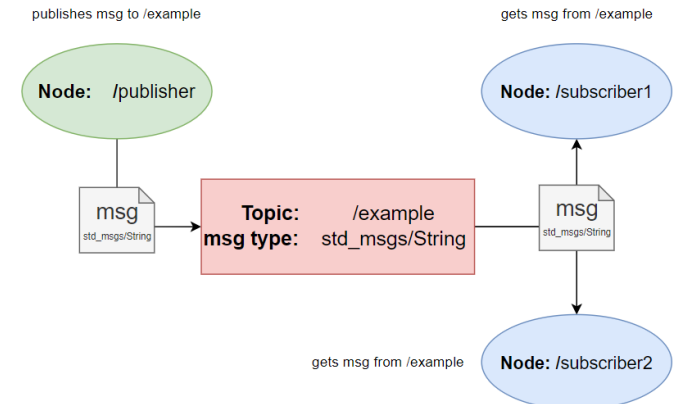 publishes msg to /example
gets msg from /example
Node: /publisher
Node: /subscriber1
msg
std_msgs/String
Topic: /example
msg type: std_msgs/String
msg
std_msgs/String
gets msg from /example
Node: /subscriber2